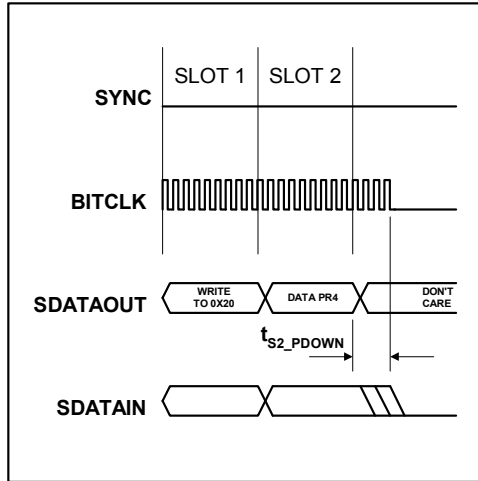 SLOT 1 SLOT 2
SYNC
BITCLK
WRITE
TO 0X20
DATA PR4
DON'T
CARE
SDATAOUT
tS2_PDOWN
SDATAIN